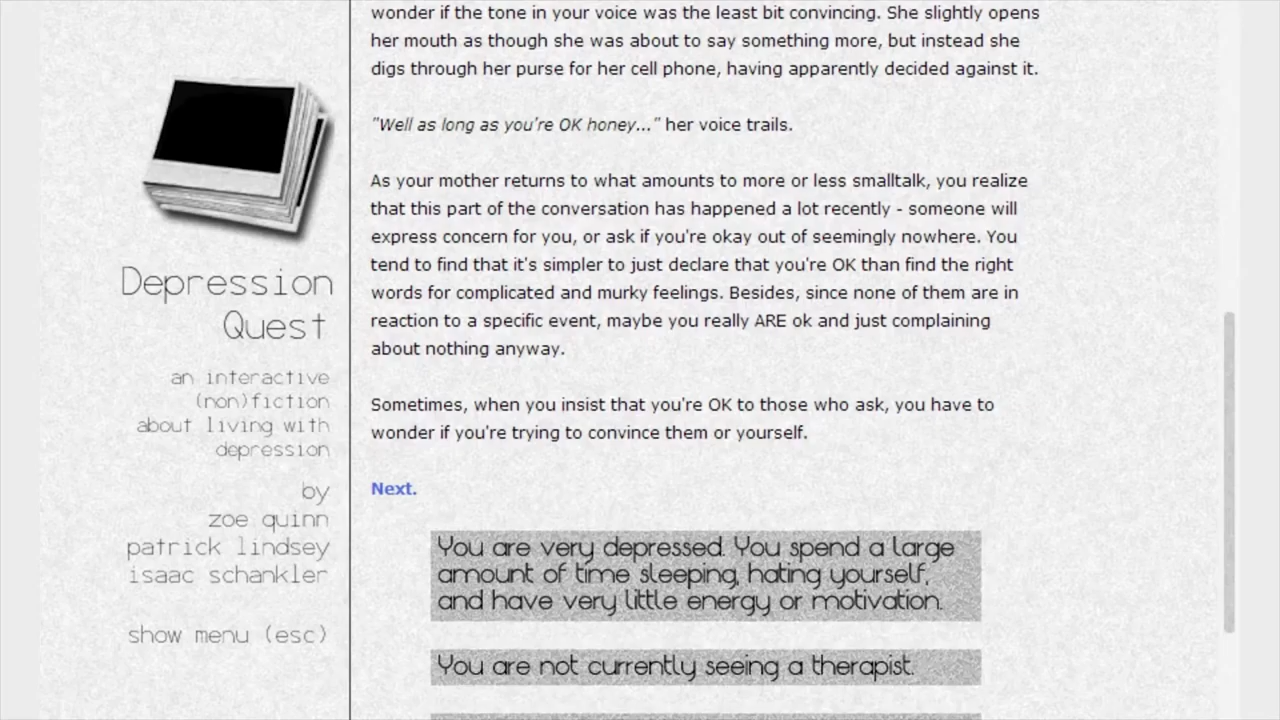 wonder if the tone in your voice was the least bit convincing. She slightly opens
her mouth as though she was about to say something more, but instead she
digs through her purse for her cell phone, having apparently decided against it.
"Well as long as you're OK honey..." her voice trails.
As your mother returns to what amounts to more or less smalltalk, you realize
that this part of the conversation has happened a lot recently - someone will
express concern for you, or ask if you're okay out of seemingly nowhere. You
tend to find that it's simpler to just declare that you're OK than find the right
words for complicated and murky feelings. Besides, since none of them are in
reaction to a specific event, maybe you really ARE ok and just complaining
about nothing anyway.
Sometimes, when you insist that you're OK to those who ask, you have to
wonder if you're trying to convince them or yourself.
Next.
You are very depressed. You spend a large
amount of time sleeping, hating yourself,
and have very little energy or motivation.
You are not currently seeing a therapist.
Depression
Quest
an interactive
(non)fiction
about living with
depression
by
zoe quinn
patrick lindsey
isaac schankler
show menu (esc)